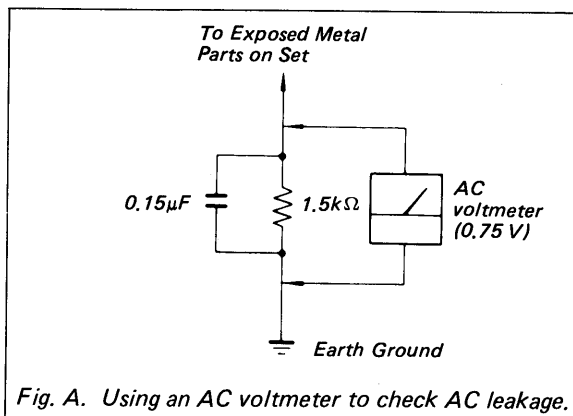 To Exposed Metal
Parts on Set
0.15µF
1.5kΩ
AC
voltmeter
(0.75 V)
Earth Ground
Fig. A. Using an AC voltmeter to check AC leakage.